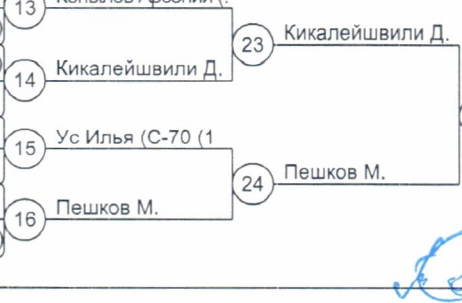 13
23 Кикалейшвили Д.
14 Кикалейшвили Д.
15 Ус Илья (С-70 (1
24 Пешков М.
16 Пешков М.